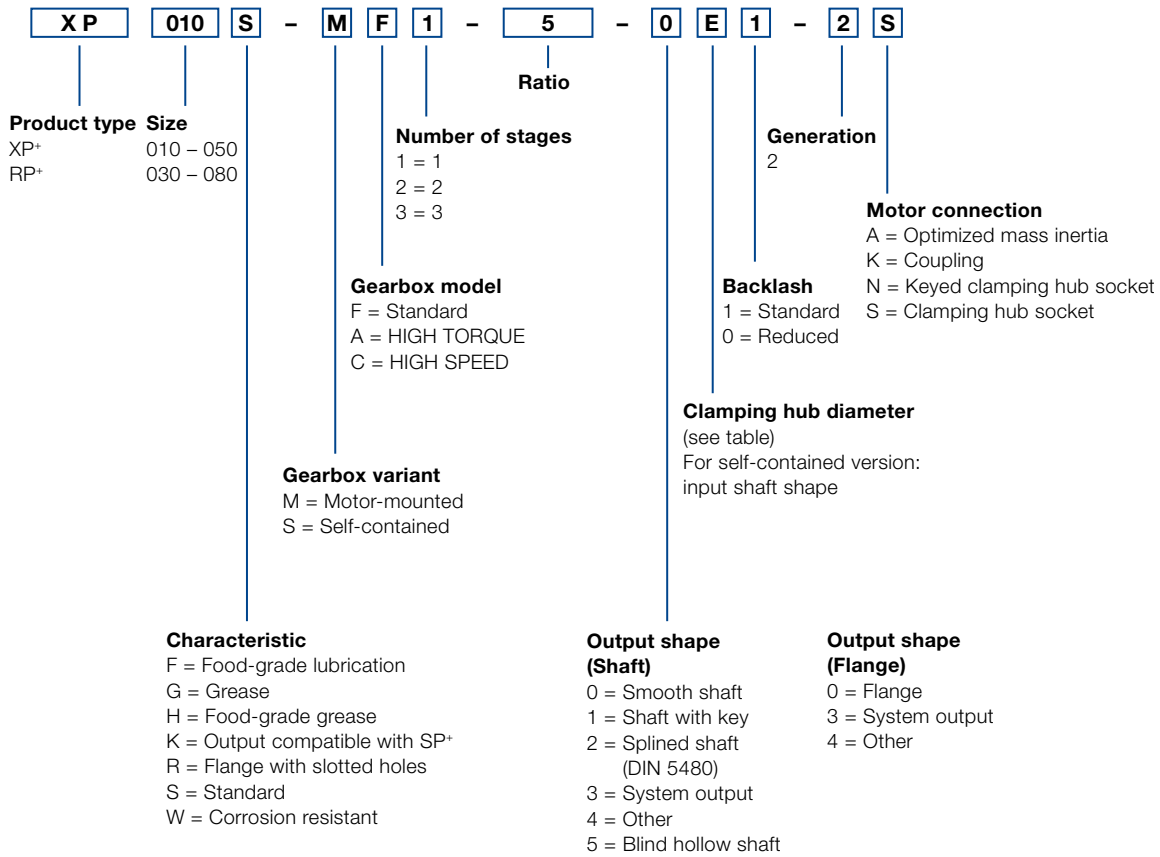 XP 010 S – M F 1 – 5 – 0 E 1 – 2 S
Ratio
Product type Size
XP+ 010 – 050
RP+ 030 – 080
Number of stages
1 = 1
2 = 2
3 = 3
Generation
2
Motor connection
A = Optimized mass inertia
K = Coupling
N = Keyed clamping hub socket
S = Clamping hub socket
Gearbox model
F = Standard
A = HIGH TORQUE
C = HIGH SPEED
Backlash
1 = Standard
0 = Reduced
Clamping hub diameter
(see table)
For self-contained version:
input shaft shape
Gearbox variant
M = Motor-mounted
S = Self-contained
Characteristic
F = Food-grade lubrication
G = Grease
H = Food-grade grease
K = Output compatible with SP+
R = Flange with slotted holes
S = Standard
W = Corrosion resistant
Output shape
(Shaft)
0 = Smooth shaft
1 = Shaft with key
2 = Splined shaft
(DIN 5480)
3 = System output
4 = Other
5 = Blind hollow shaft
Output shape
(Flange)
0 = Flange
3 = System output
4 = Other